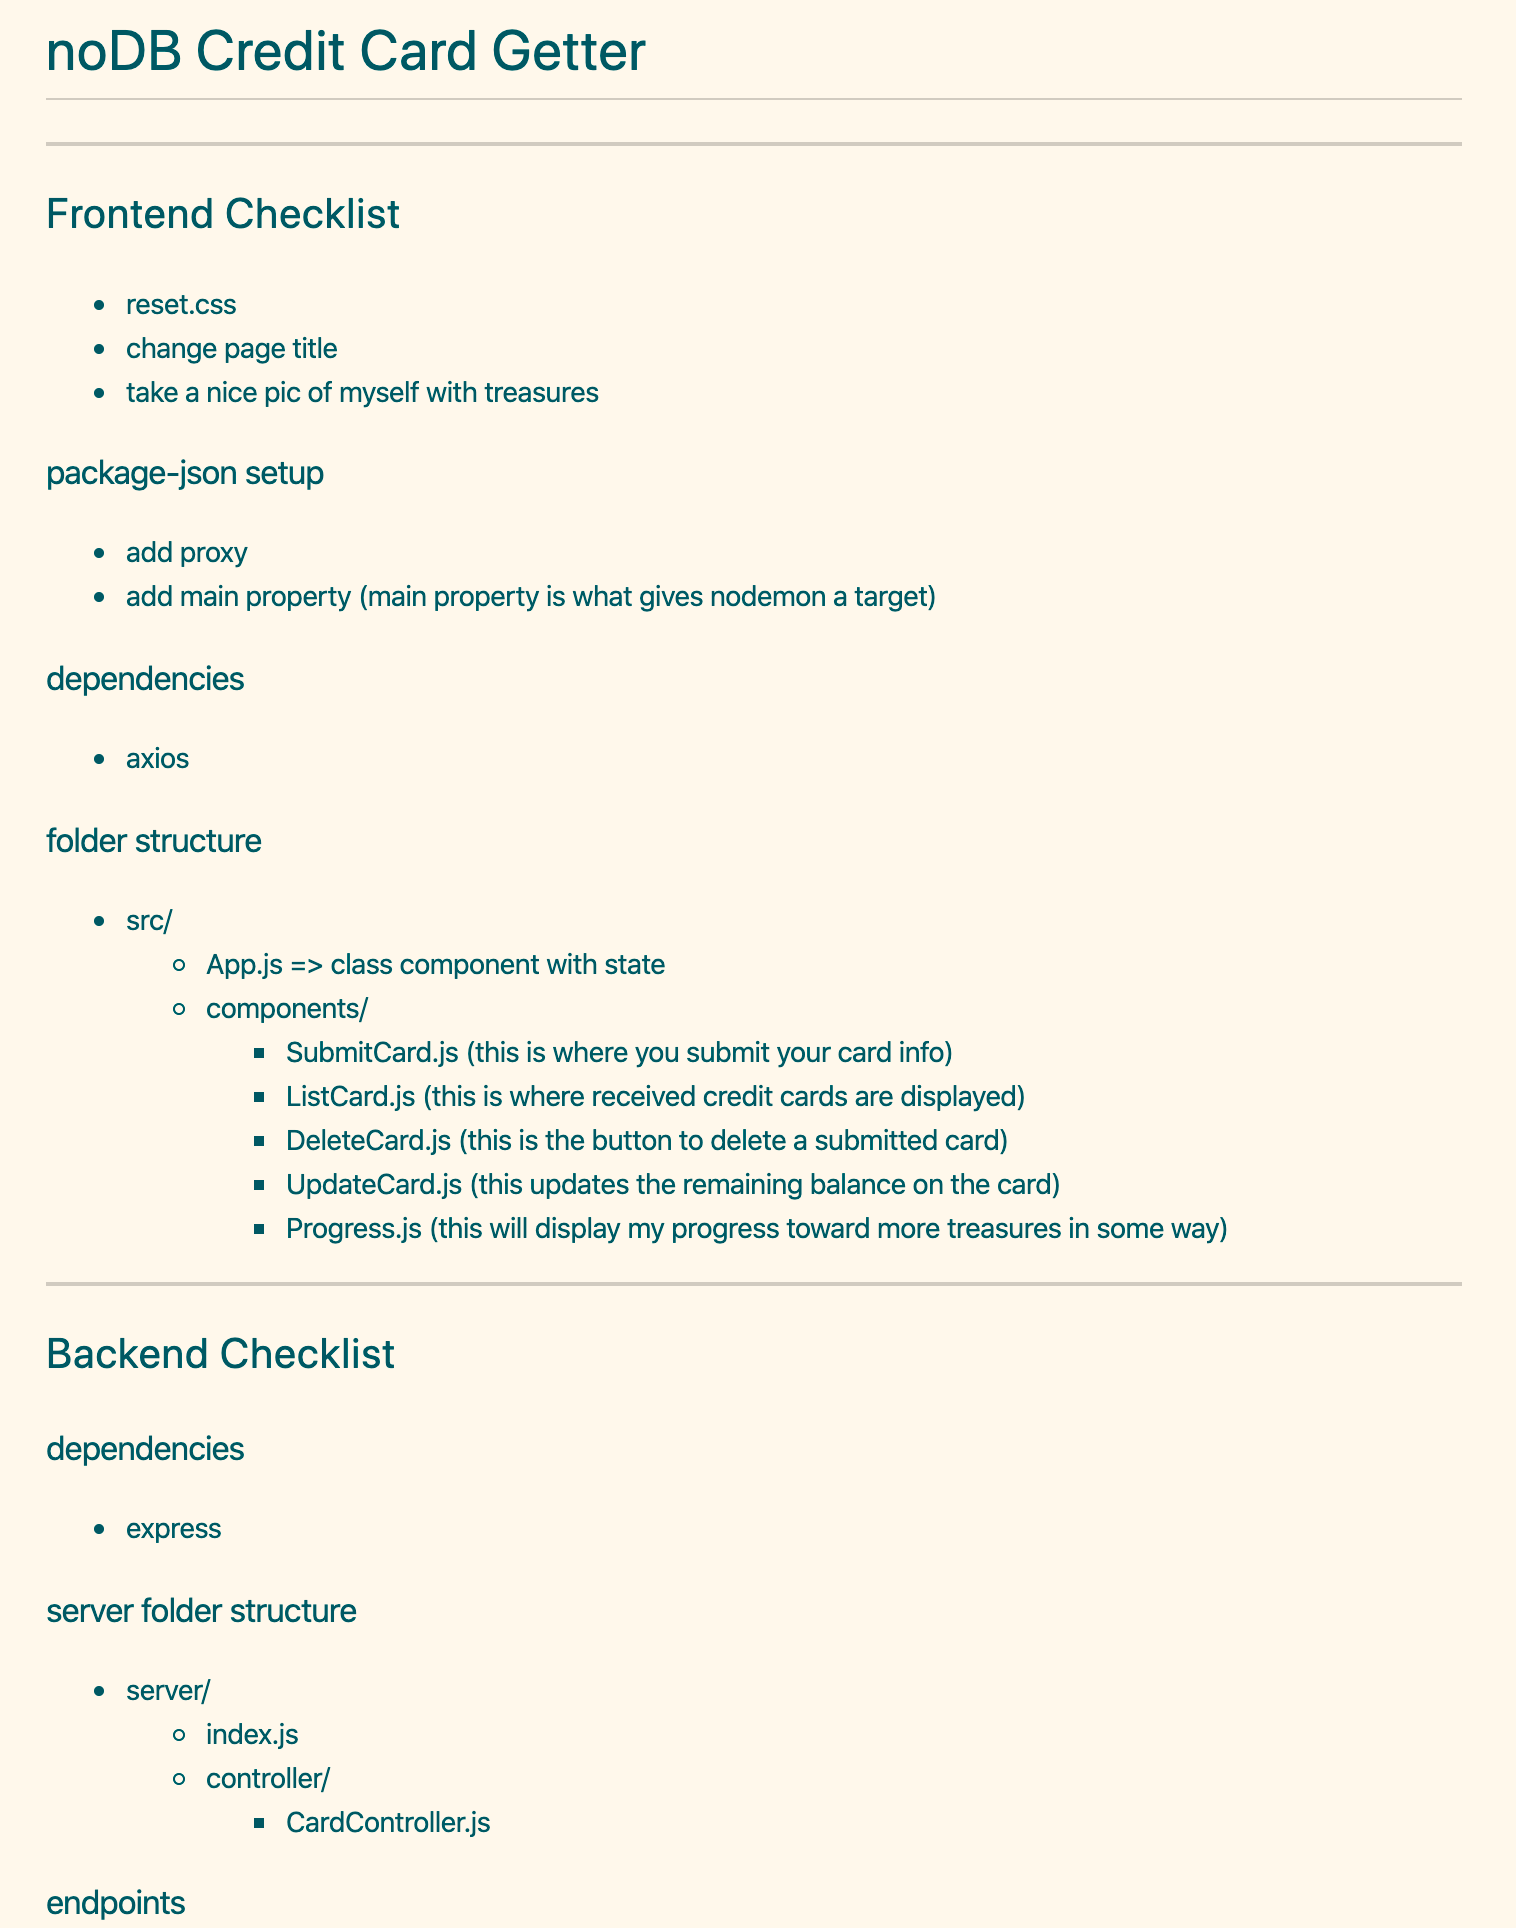 noDB Credit Card Getter
Frontend Checklist
reset.css
change page title
take a nice pic of myself with treasures
package-json setup
add proxy
add main property (main property is what gives nodemon a target)
dependencies
axios
folder structure
src/
App.js => class component with state
components/
SubmitCard.js (this is where you submit your card info)
ListCard.js (this is where received credit cards are displayed)
DeleteCard.js (this is the button to delete a submitted card)
UpdateCard.js (this updates the remaining balance on the card)
Progress.js (this will display my progress toward more treasures in some way)
Backend Checklist
dependencies
express
server folder structure
server/
index.js
controller/
CardController.js
endpoints